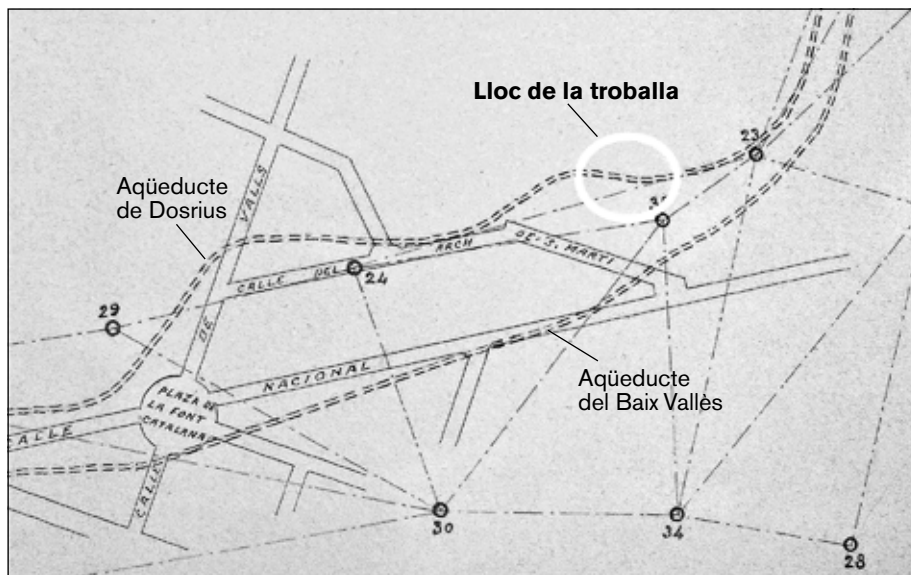 Lloc de la troballa
23
Aqüeducte
de Dosrius
VALLS
DE
CALLE
CALLE DEL ARCH DE. S. MARTI
24
29
CALLE NACIONAL
PLAZA DE
LA FONT
CATALANA
Aqüeducte
del Baix Vallès
30
34
28